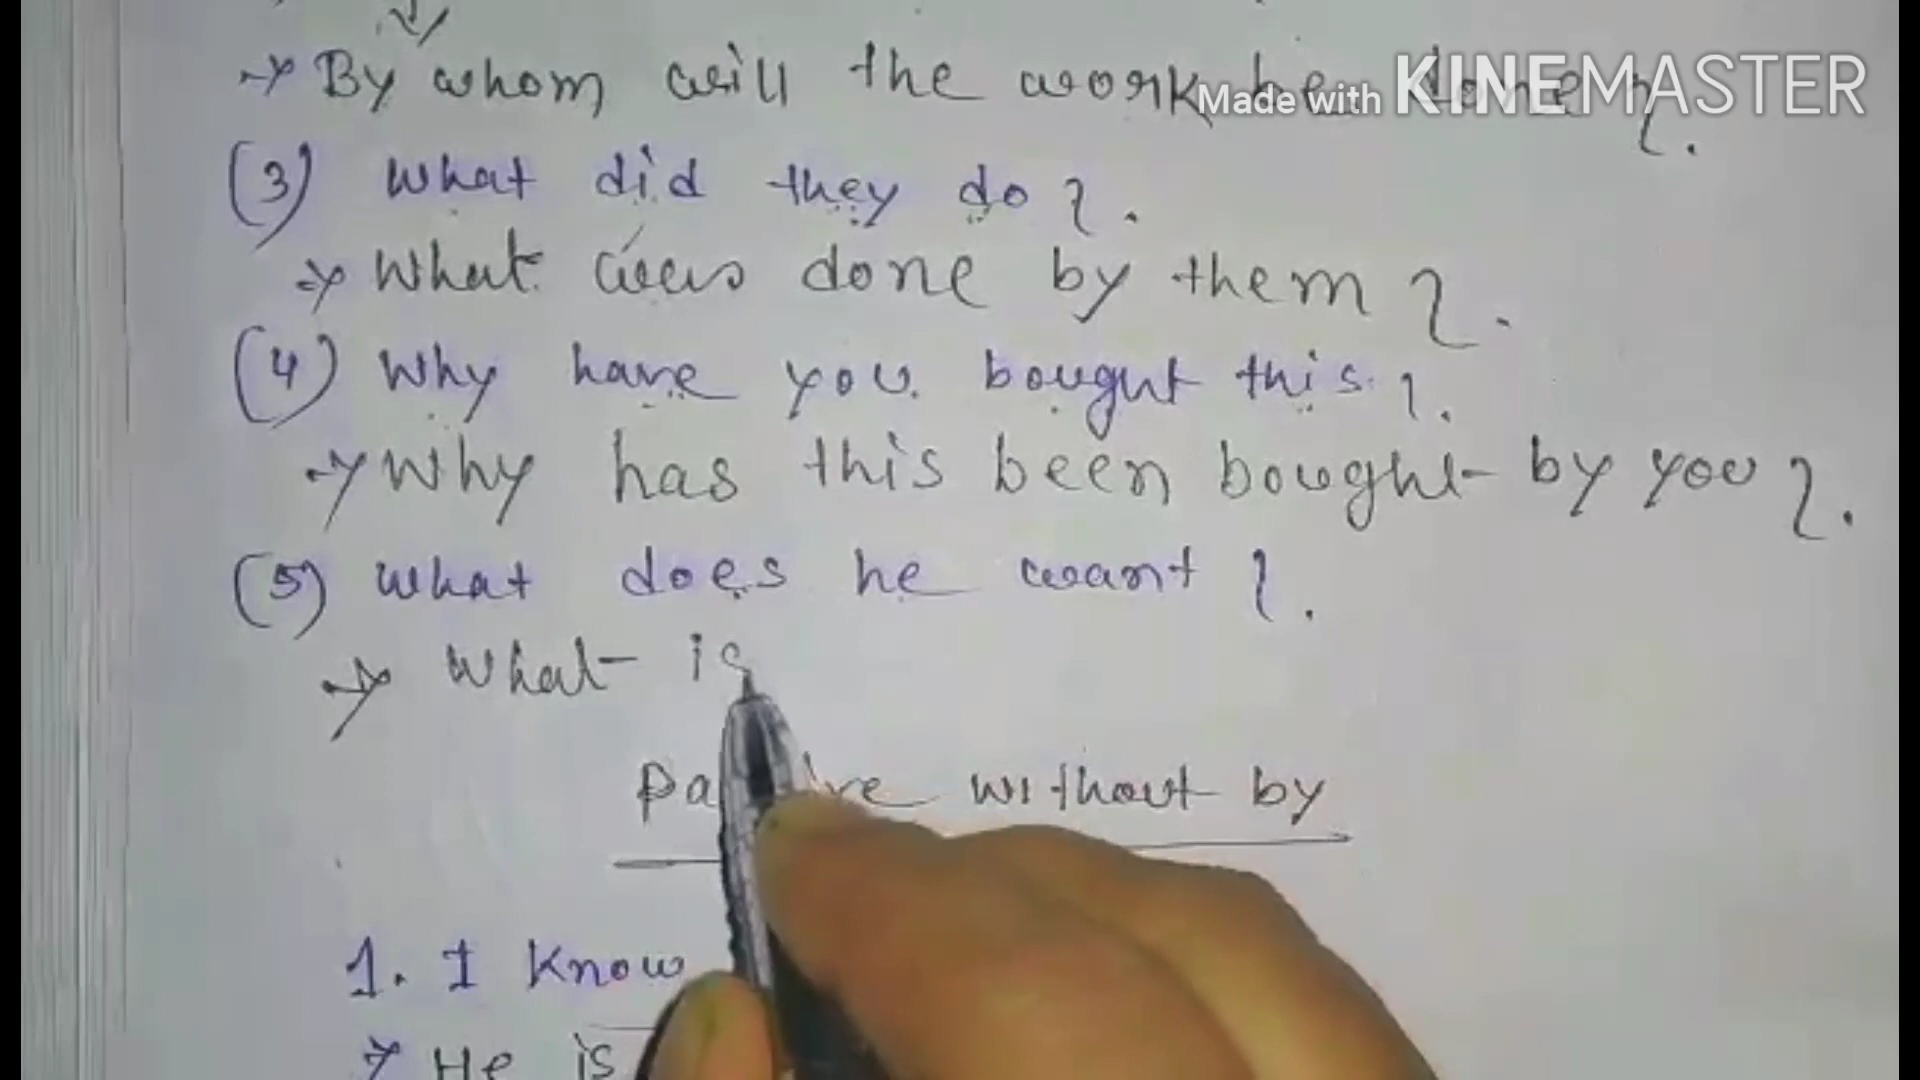 → By whom will the work be done?.
Made with KINEMASTER
(3) What did they do?.
→ What was done by them?.
(4) Why have you bought this?.
→ Why has this been bought by you?.
(5) What does he want?.
→ What is
without by
1. I know
→ He is